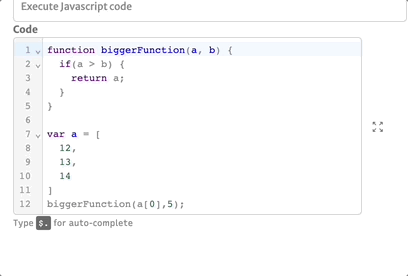 Execute Javascript code
Code
1 function biggerFunction(a, b) {
2 if(a > b) {
3 return a;
4 }
5 }
6
7 var a = [
8 12,
9 13,
10 14
11 ]
12 biggerFunction(a[0],5);
Type $. for auto-complete